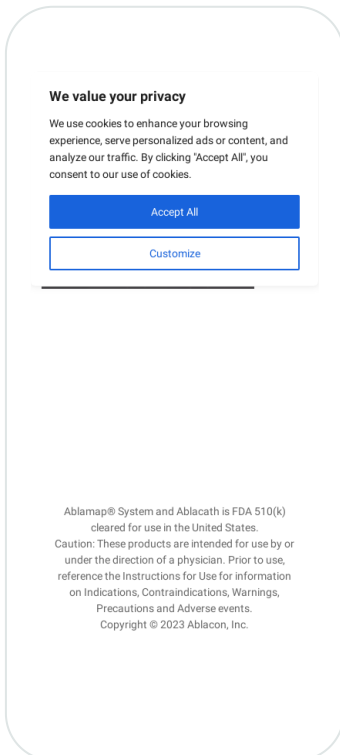 We value your privacy
We use cookies to enhance your browsing
experience, serve personalized ads or content, and
analyze our traffic. By clicking "Accept All", you
consent to our use of cookies.
Accept All
Customize
Ablamap® System and Ablacath is FDA 510(k)
cleared for use in the United States.
Caution: These products are intended for use by or
under the direction of a physician. Prior to use,
reference the Instructions for Use for information
on Indications, Contraindications, Warnings,
Precautions and Adverse events.
Copyright © 2023 Ablacon, Inc.